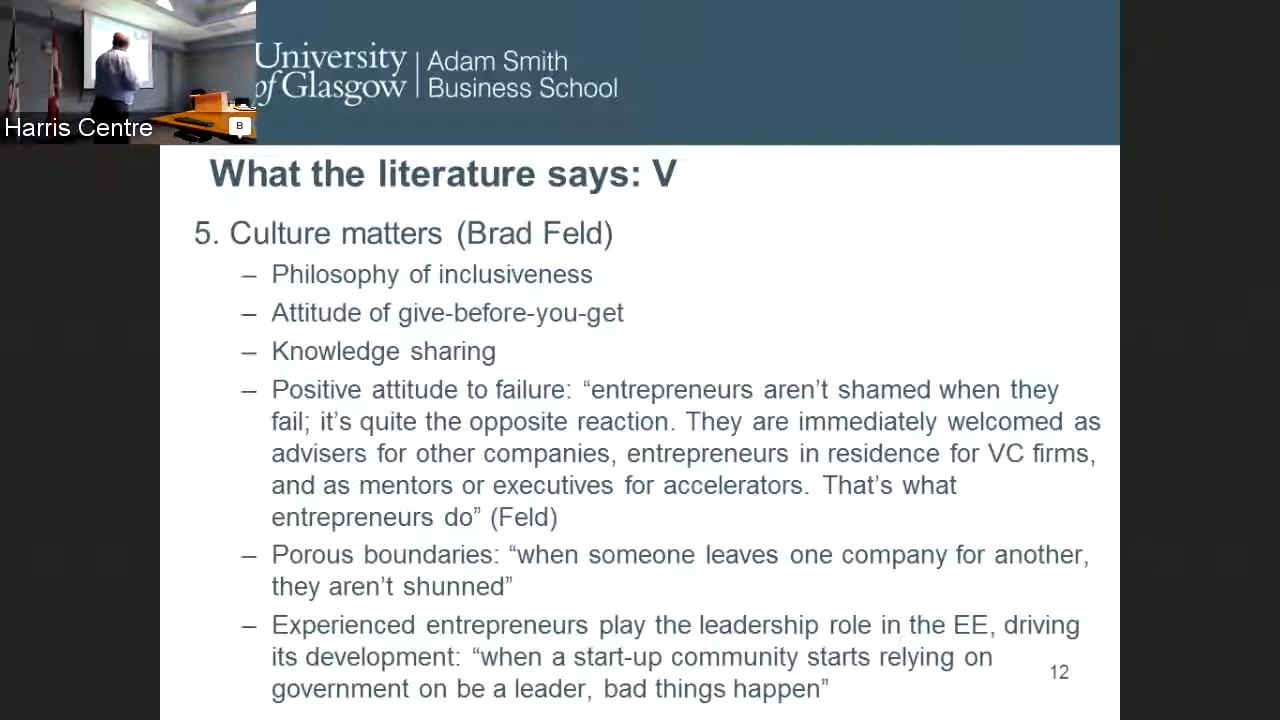 University
of Glasgow
Adam Smith
Business School
Harris Centre
B
What the literature says: V
5. Culture matters (Brad Feld)
– Philosophy of inclusiveness
– Attitude of give-before-you-get
– Knowledge sharing
– Positive attitude to failure: “entrepreneurs aren’t shamed when they
fail; it’s quite the opposite reaction. They are immediately welcomed as
advisers for other companies, entrepreneurs in residence for VC firms,
and as mentors or executives for accelerators. That’s what
entrepreneurs do” (Feld)
– Porous boundaries: “when someone leaves one company for another,
they aren’t shunned”
– Experienced entrepreneurs play the leadership role in the EE, driving
its development: “when a start-up community starts relying on
government on be a leader, bad things happen”
12